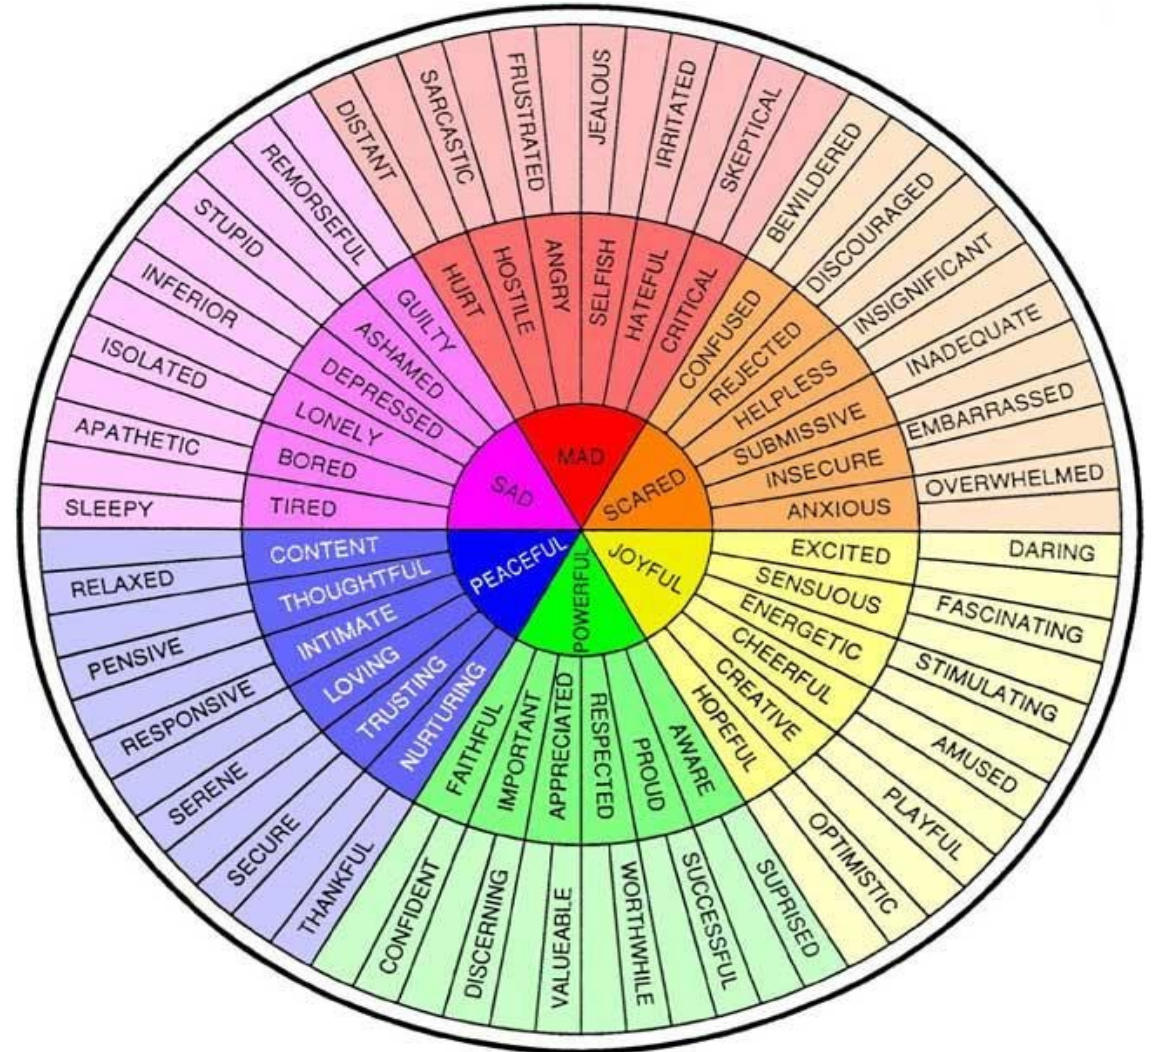 MAD
SCARED
JOYFUL
POWERFUL
PEACEFUL
SAD
HURT
HOSTILE
ANGRY
SELFISH
HATEFUL
CRITICAL
CONFUSED
REJECTED
HELPLESS
SUBMISSIVE
INSECURE
ANXIOUS
EXCITED
SENSUOUS
ENERGETIC
CHEERFUL
CREATIVE
HOPEFUL
AWARE
PROUD
RESPECTED
APPRECIATED
IMPORTANT
FAITHFUL
NURTURING
TRUSTING
LOVING
INTIMATE
THOUGHTFUL
CONTENT
TIRED
BORED
LONELY
DEPRESSED
ASHAMED
GUILTY
DISTANT
SARCASTIC
FRUSTRATED
JEALOUS
IRRITATED
SKEPTICAL
BEWILDERED
DISCOURAGED
INSIGNIFICANT
INADEQUATE
EMBARRASSED
OVERWHELMED
DARING
FASCINATING
STIMULATING
AMUSED
PLAYFUL
OPTIMISTIC
SUPRISED
SUCCESSFUL
WORTHWHILE
VALUEABLE
DISCERNING
CONFIDENT
THANKFUL
SECURE
SERENE
RESPONSIVE
PENSIVE
RELAXED
SLEEPY
APATHETIC
ISOLATED
INFERIOR
STUPID
REMORSEFUL